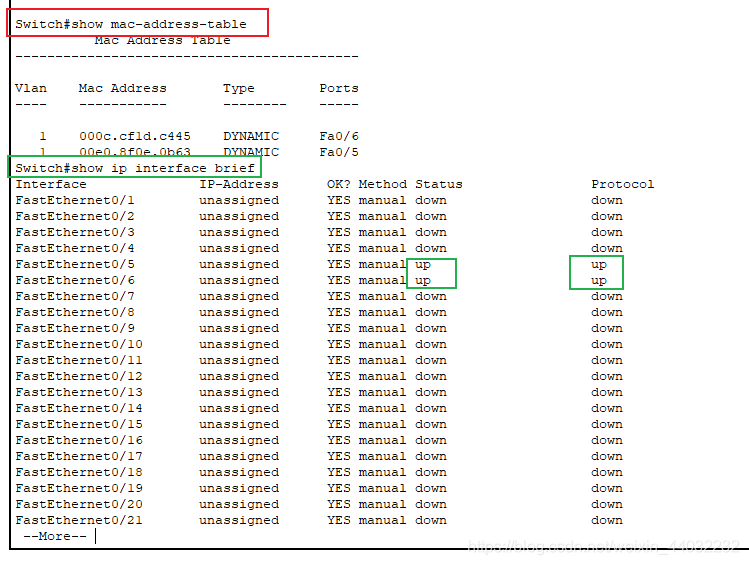 Switch#show mac-address-table
Mac Address Table
-------------------------------------------
Vlan    Mac Address       Type        Ports
----    -----------       --------    -----
1    000c.cf1d.c445    DYNAMIC     Fa0/6
1    00e0.8f0e.0b63    DYNAMIC     Fa0/5
Switch#show ip interface brief
Interface              IP-Address      OK? Method Status                Protocol
FastEthernet0/1        unassigned      YES manual down                  down
FastEthernet0/2        unassigned      YES manual down                  down
FastEthernet0/3        unassigned      YES manual down                  down
FastEthernet0/4        unassigned      YES manual down                  down
FastEthernet0/5        unassigned      YES manual up                    up
FastEthernet0/6        unassigned      YES manual up                    up
FastEthernet0/7        unassigned      YES manual down                  down
FastEthernet0/8        unassigned      YES manual down                  down
FastEthernet0/9        unassigned      YES manual down                  down
FastEthernet0/10       unassigned      YES manual down                  down
FastEthernet0/11       unassigned      YES manual down                  down
FastEthernet0/12       unassigned      YES manual down                  down
FastEthernet0/13       unassigned      YES manual down                  down
FastEthernet0/14       unassigned      YES manual down                  down
FastEthernet0/15       unassigned      YES manual down                  down
FastEthernet0/16       unassigned      YES manual down                  down
FastEthernet0/17       unassigned      YES manual down                  down
FastEthernet0/18       unassigned      YES manual down                  down
FastEthernet0/19       unassigned      YES manual down                  down
FastEthernet0/20       unassigned      YES manual down                  down
FastEthernet0/21       unassigned      YES manual down                  down
--More--